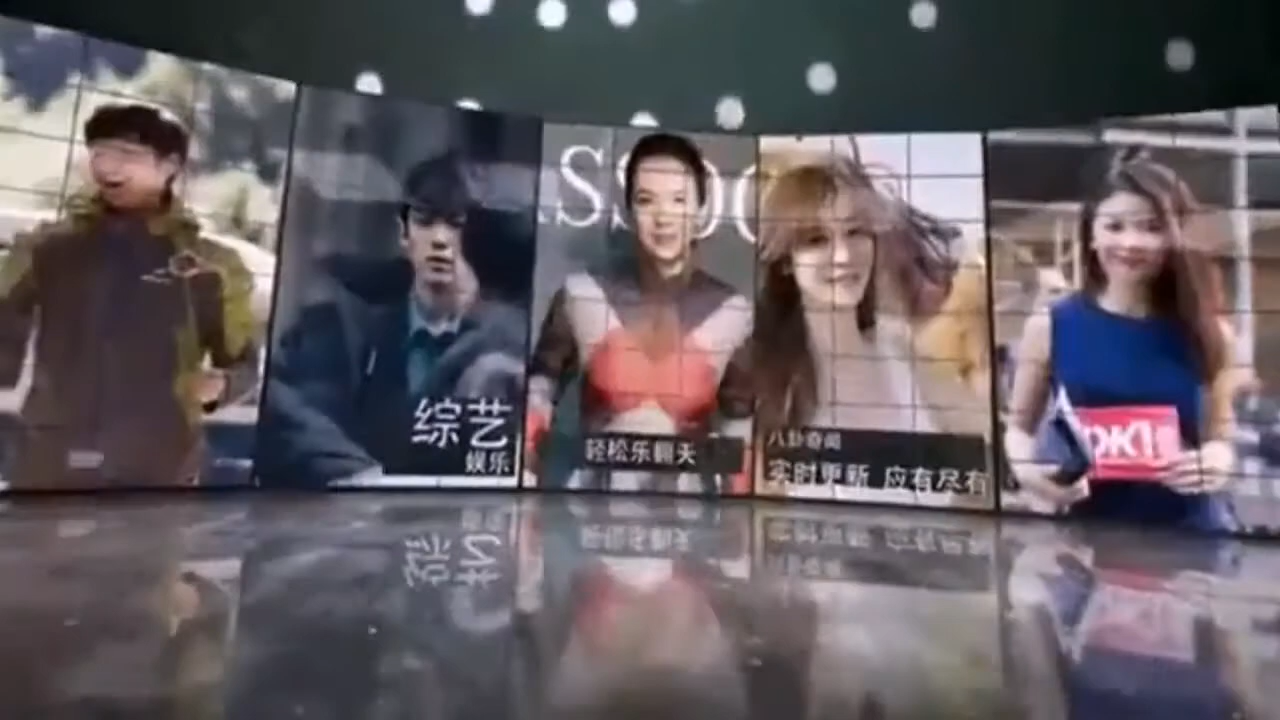 综艺
娱乐
轻松乐翻天
八卦奇闻
实时更新 应有尽有